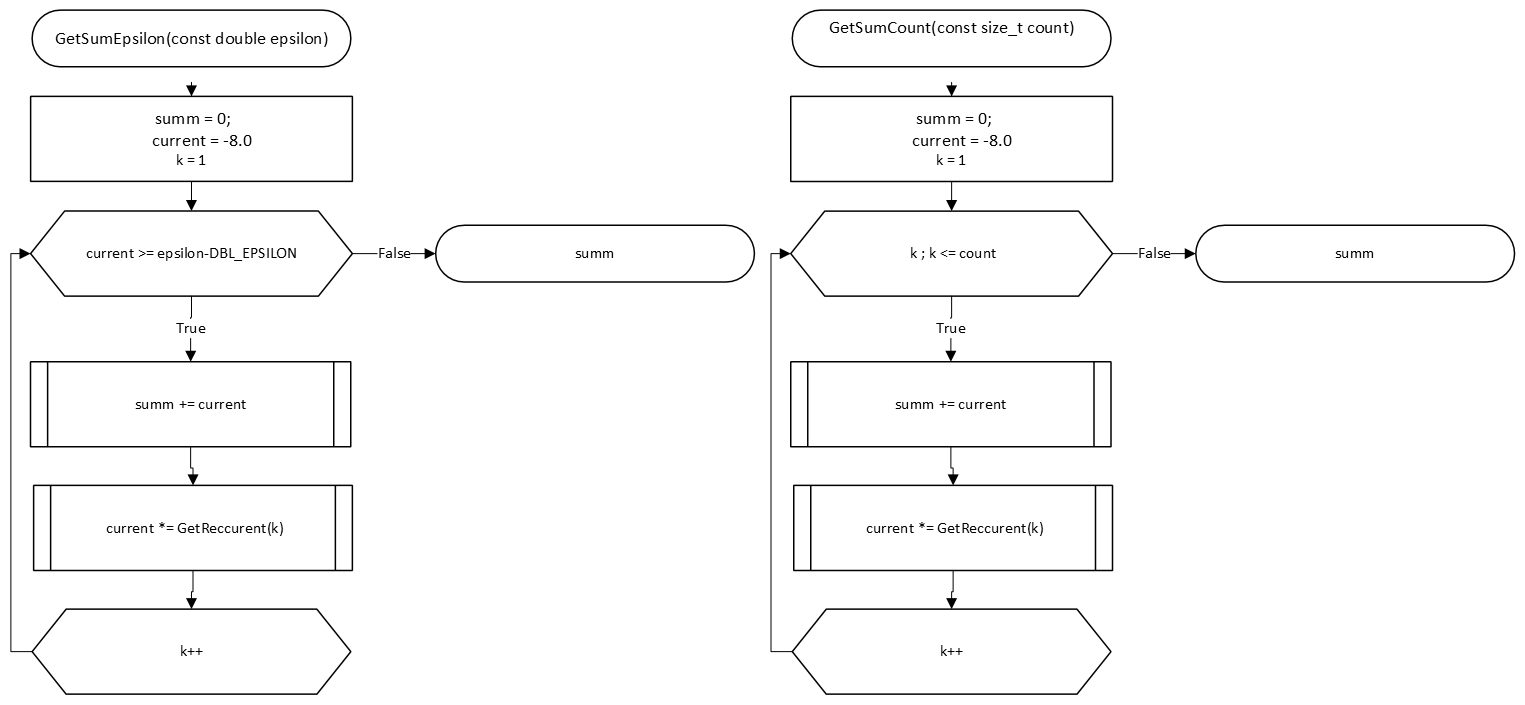 GetSumEpsilon(const double epsilon)
summ = 0;
current = -8.0
k = 1
current >= epsilon-DBL_EPSILON
False
summ
True
summ += current
current *= GetReccurent(k)
k++
GetSumCount(const size_t count)
summ = 0;
current = -8.0
k = 1
k ; k <= count
False
summ
True
summ += current
current *= GetReccurent(k)
k++